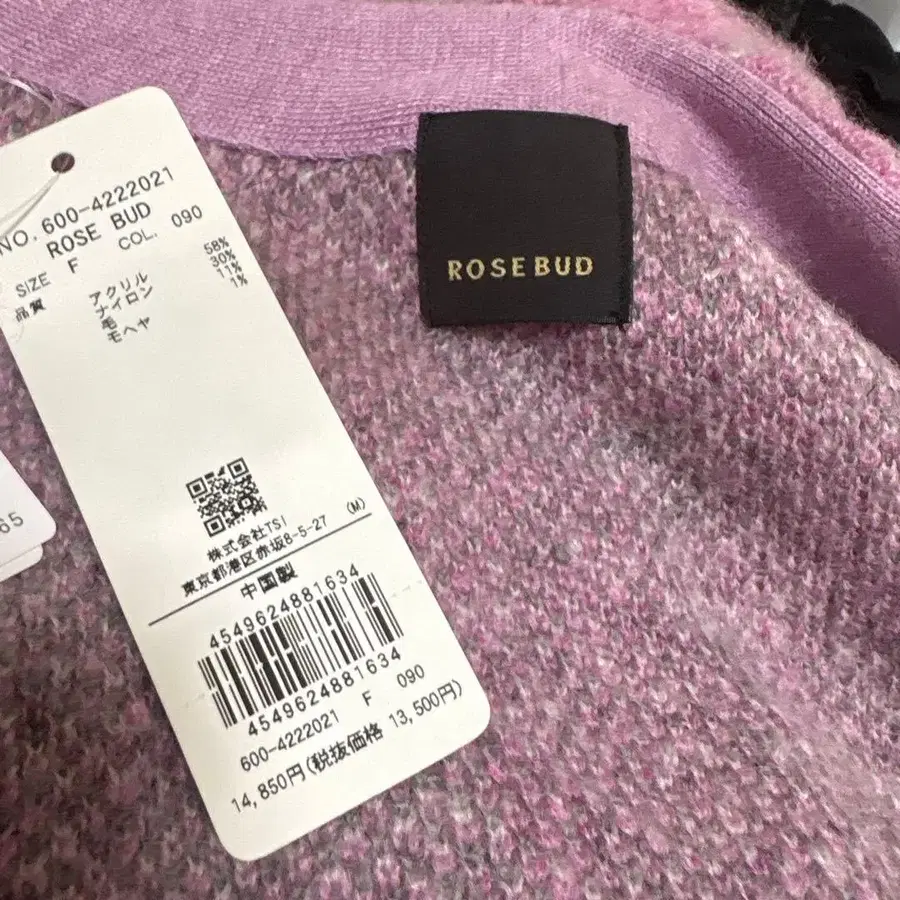 NO. 600-4222021
ROSE BUD
SIZE F COL. 090
品質 アクリル 58%
ナイロン 30%
毛 11%
モヘヤ 1%
株式会社TSI
東京都港区赤坂8-5-27 (M)
中国製
4549624881634
4549624881634
600-4222021 F 090
14,850円(税抜価格 13,500円)
ROSE BUD
65